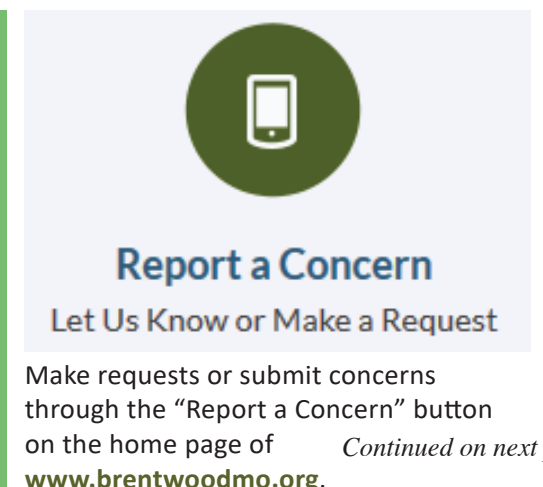 Report a Concern
Let Us Know or Make a Request
Make requests or submit concerns
through the “Report a Concern” button
on the home page of
Continued on next
www.brentwoodmo.org.